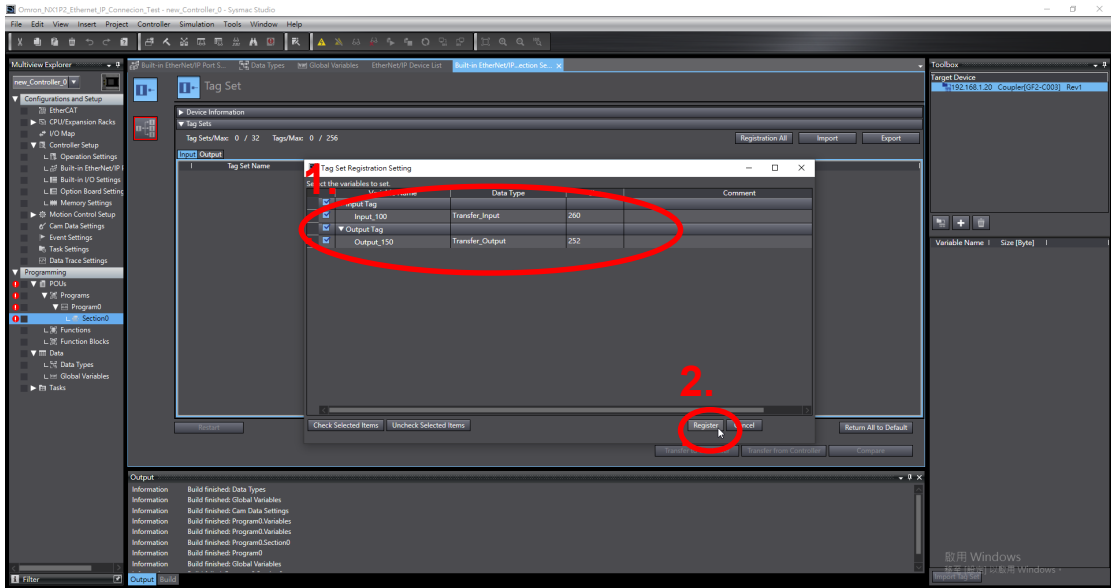 Omron_NX1P2_Ethernet_IP_Connecion_Test - new_Controller_0 - Sysmac Studio
File Edit View Insert Project Controller Simulation Tools Window Help
Multiview Explorer
new_Controller_0
Configurations and Setup
EtherCAT
CPU/Expansion Racks
I/O Map
Controller Setup
Operation Settings
Built-in EtherNet/IP
Built-in I/O Settings
Option Board Setting
Memory Settings
Motion Control Setup
Cam Data Settings
Event Settings
Task Settings
Data Trace Settings
Programming
POUs
Programs
Program0
Section0
Functions
Function Blocks
Data
Data Types
Global Variables
Tasks
Filter
Built-in EtherNet/IP Port S... Data Types Global Variables EtherNet/IP Device List Built-in EtherNet/IP...ection Se...
Tag Set
Device Information
Tag Sets
Tag Sets/Max: 0 / 32 Tags/Max: 0 / 256
Registration All Import Export
Input Output
Tag Set Name
1.
Tag Set Registration Setting
Select the variables to set.
Data Type Comment
Input Tag
Input_100 Transfer_Input 260
Output Tag
Output_150 Transfer_Output 252
2.
Check Selected Items Uncheck Selected Items Register Cancel
Restart Return All to Default
Transfer from Controller Compare
Output
Information Build finished: Data Types
Information Build finished: Global Variables
Information Build finished: Cam Data Settings
Information Build finished: Program0.Variables
Information Build finished: Program0.Variables
Information Build finished: Program0.Section0
Information Build finished: Program0
Information Build finished: Global Variables
Output Build
Toolbox
Target Device
192.168.1.20 Coupler[GF2-C003] Rev1
Variable Name Size [Byte]
啟用 Windows
Import Tag Set